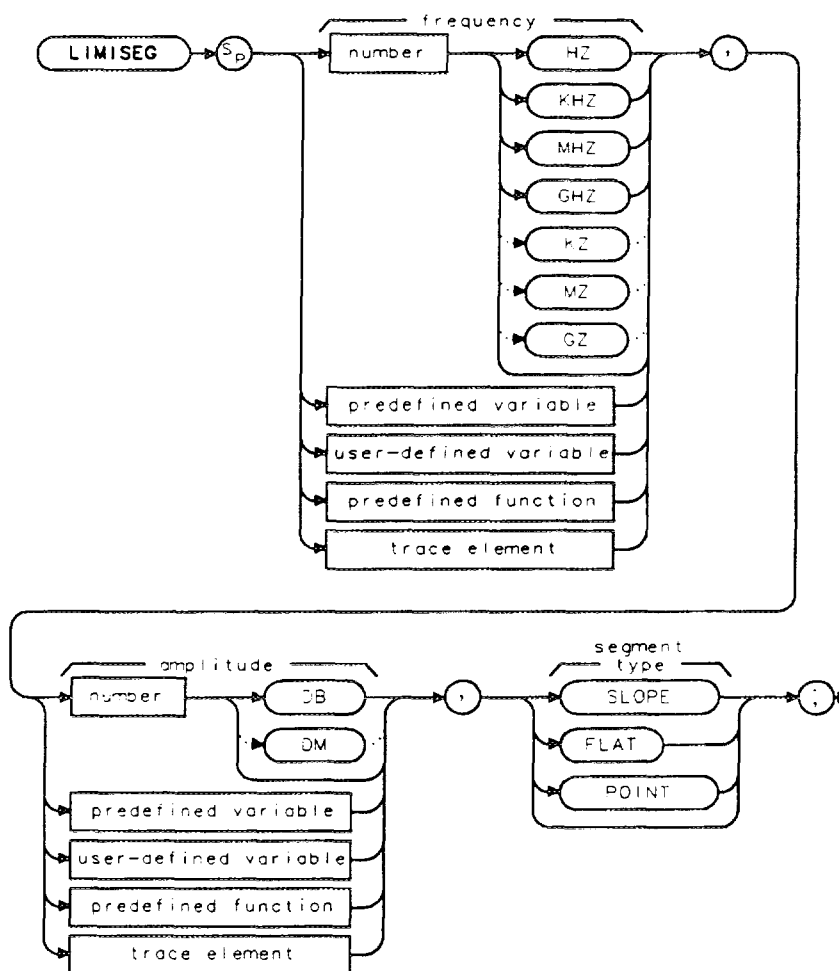 frequency
LIMISEG
SP
number
HZ
,
KHZ
MHZ
GHZ
KZ
MZ
GZ
predefined variable
user-defined variable
predefined function
trace element
amplitude
number
DB
,
segment
type
SLOPE
;
DM
FLAT
POINT
predefined variable
user-defined variable
predefined function
trace element